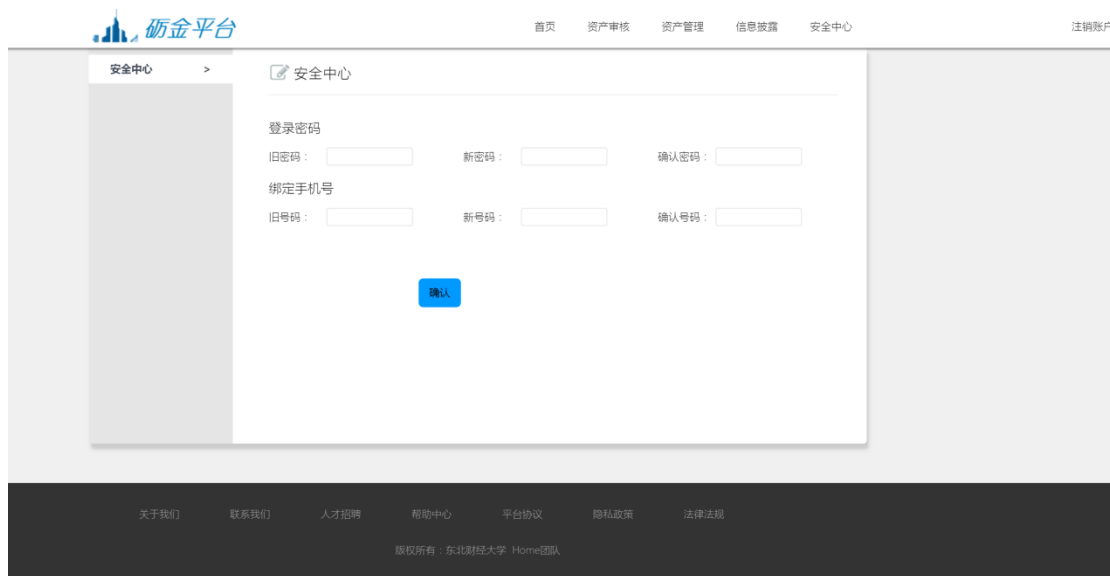 砺金平台 首页 资产审核 资产管理 信息披露 安全中心 注销账户
安全中心 >
安全中心
登录密码
旧密码： 新密码： 确认密码：
绑定手机号
旧号码： 新号码： 确认号码：
确认
关于我们 联系我们 人才招聘 帮助中心 平台协议 隐私政策 法律法规
版权所有：东北财经大学 Home团队